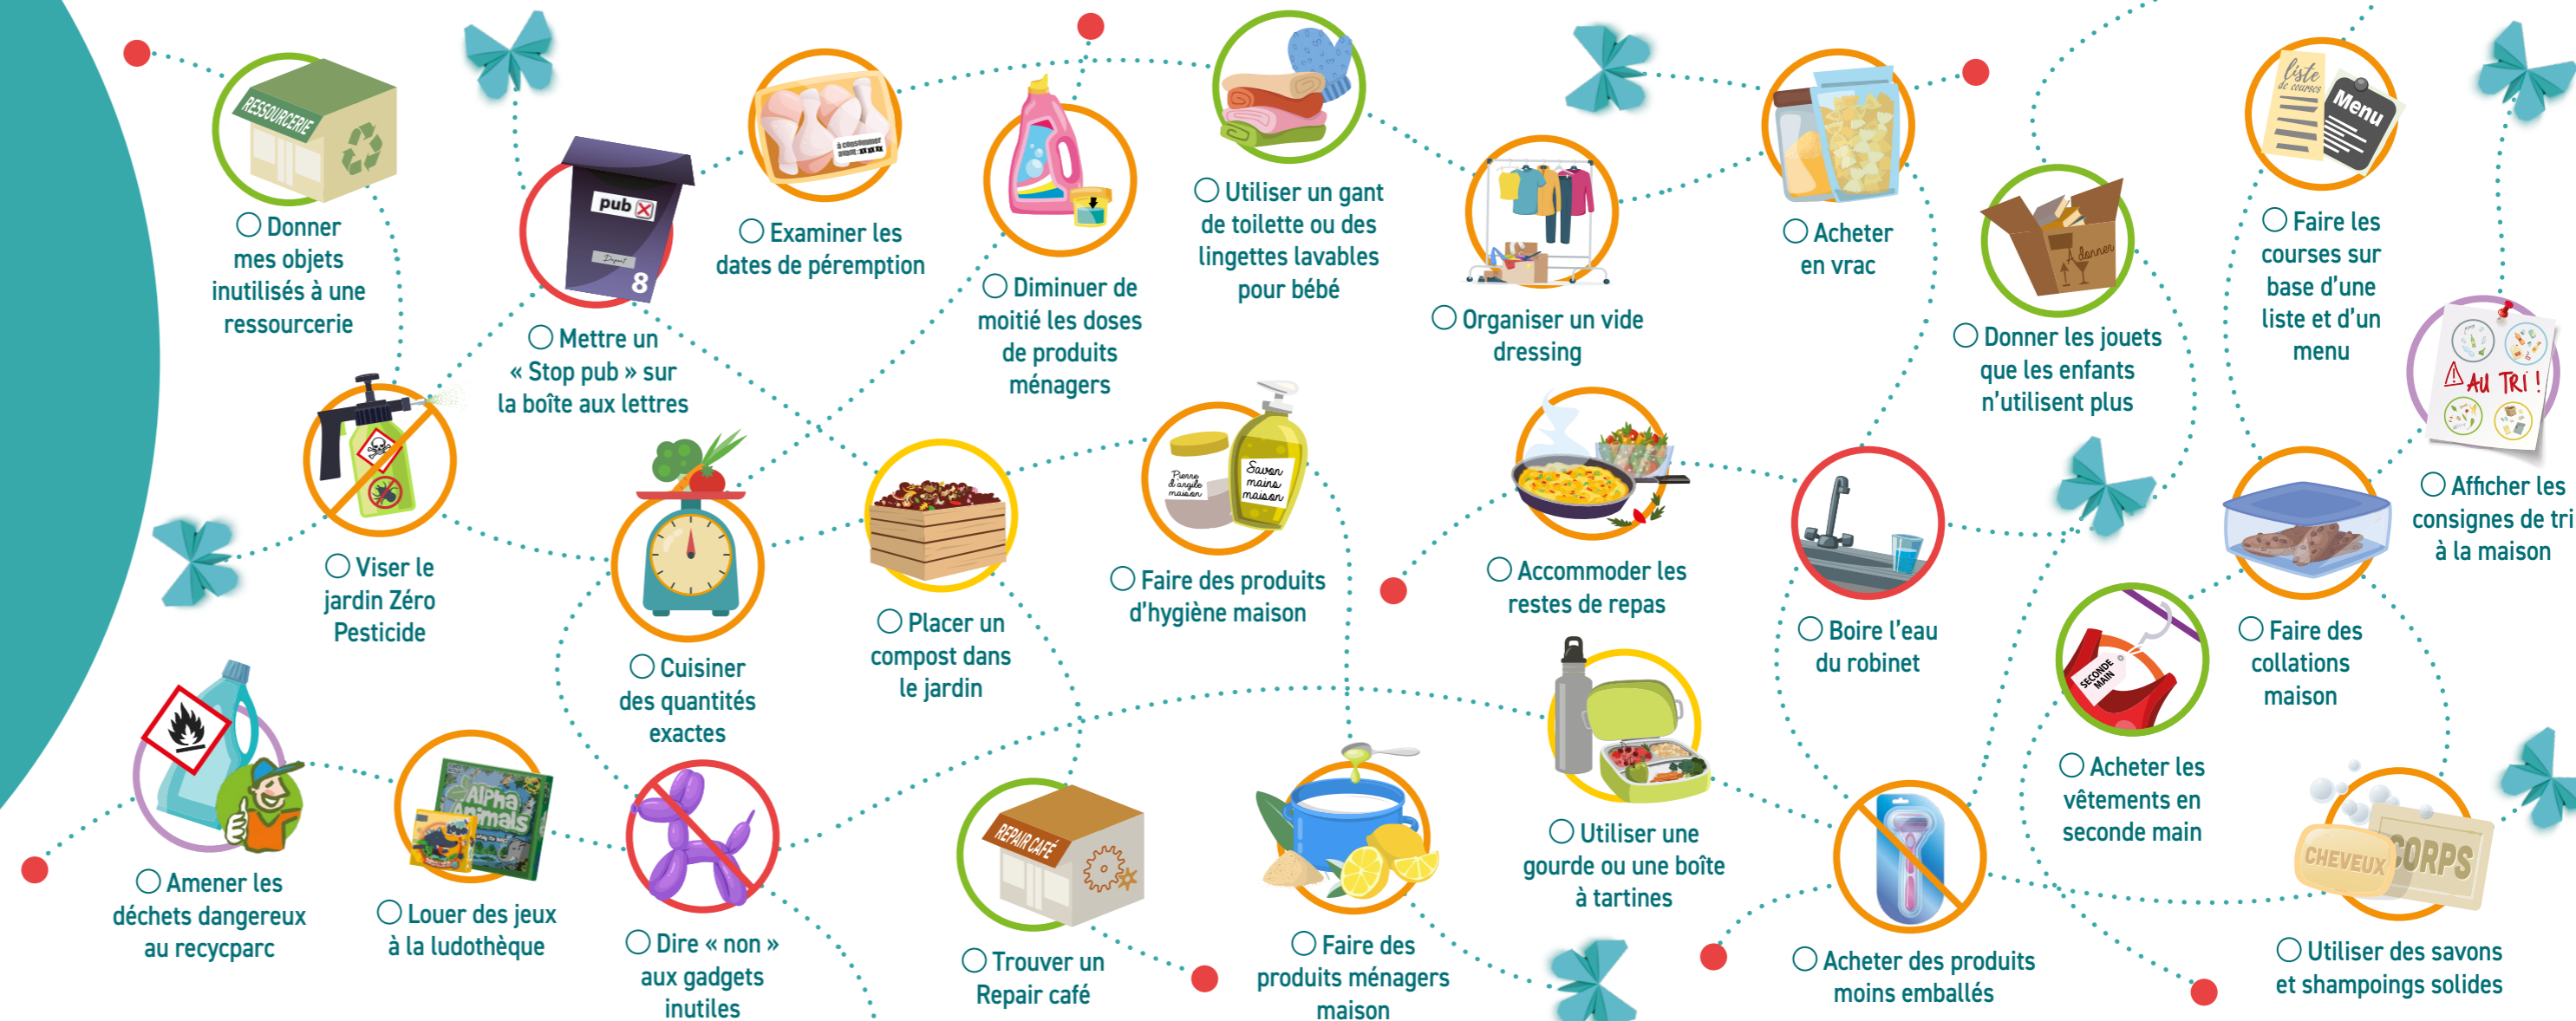 RESSOURCERIE
Donner
mes objets
inutilisés à une
ressourcerie
pub
Dupont
8
Mettre un
« Stop pub » sur
la boîte aux lettres
à consommer
avant :
Examiner les
dates de péremption
Diminuer de
moitié les doses
de produits
ménagers
Utiliser un gant
de toilette ou des
lingettes lavables
pour bébé
Organiser un vide
dressing
Acheter
en vrac
A donner
Donner les jouets
que les enfants
n’utilisent plus
liste
de courses
Menu
Faire les
courses sur
base d’une
liste et d’un
menu
AU TRI !
Afficher les
consignes de tri
à la maison
Viser le
jardin Zéro
Pesticide
Cuisiner
des quantités
exactes
Placer un
compost dans
le jardin
Pierre
d'argile
maison
Savon
mains
maison
Faire des produits
d’hygiène maison
Accommoder les
restes de repas
Boire l’eau
du robinet
SECONDE
MAIN
Acheter les
vêtements en
seconde main
Faire des
collations
maison
Amener les
déchets dangereux
au recyparc
Alpha
Animals
Louer des jeux
à la ludothèque
Dire « non »
aux gadgets
inutiles
REPAIR CAFÉ
Trouver un
Repair café
Faire des
produits ménagers
maison
Utiliser une
gourde ou une boîte
à tartines
Acheter des produits
moins emballés
CHEVEUX
CORPS
Utiliser des savons
et shampoings solides